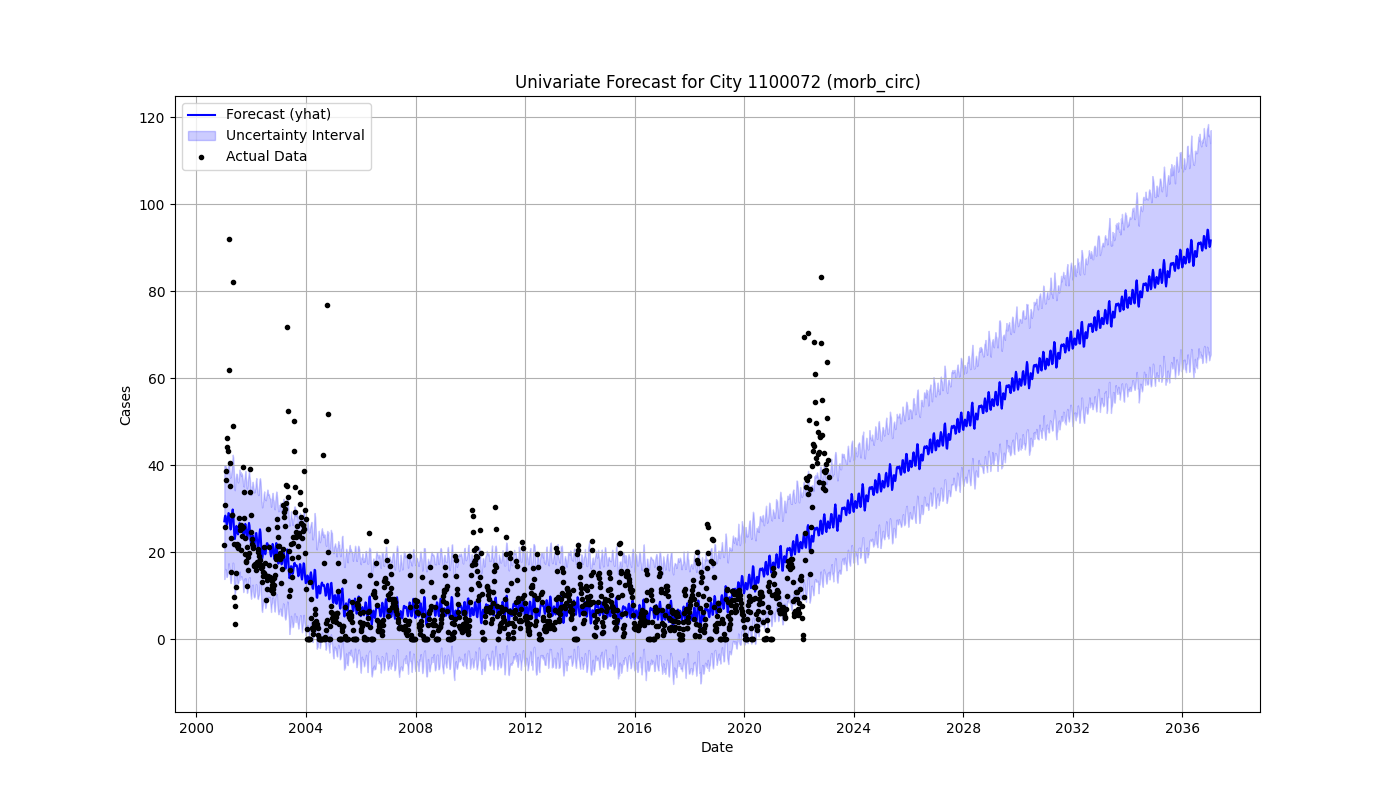 Univariate Forecast for City 1100072 (morb_circ)
Forecast (yhat)
Uncertainty Interval
Actual Data
120
100
80
60
40
20
0
Cases
2000 2004 2008 2012 2016 2020 2024 2028 2032 2036
Date